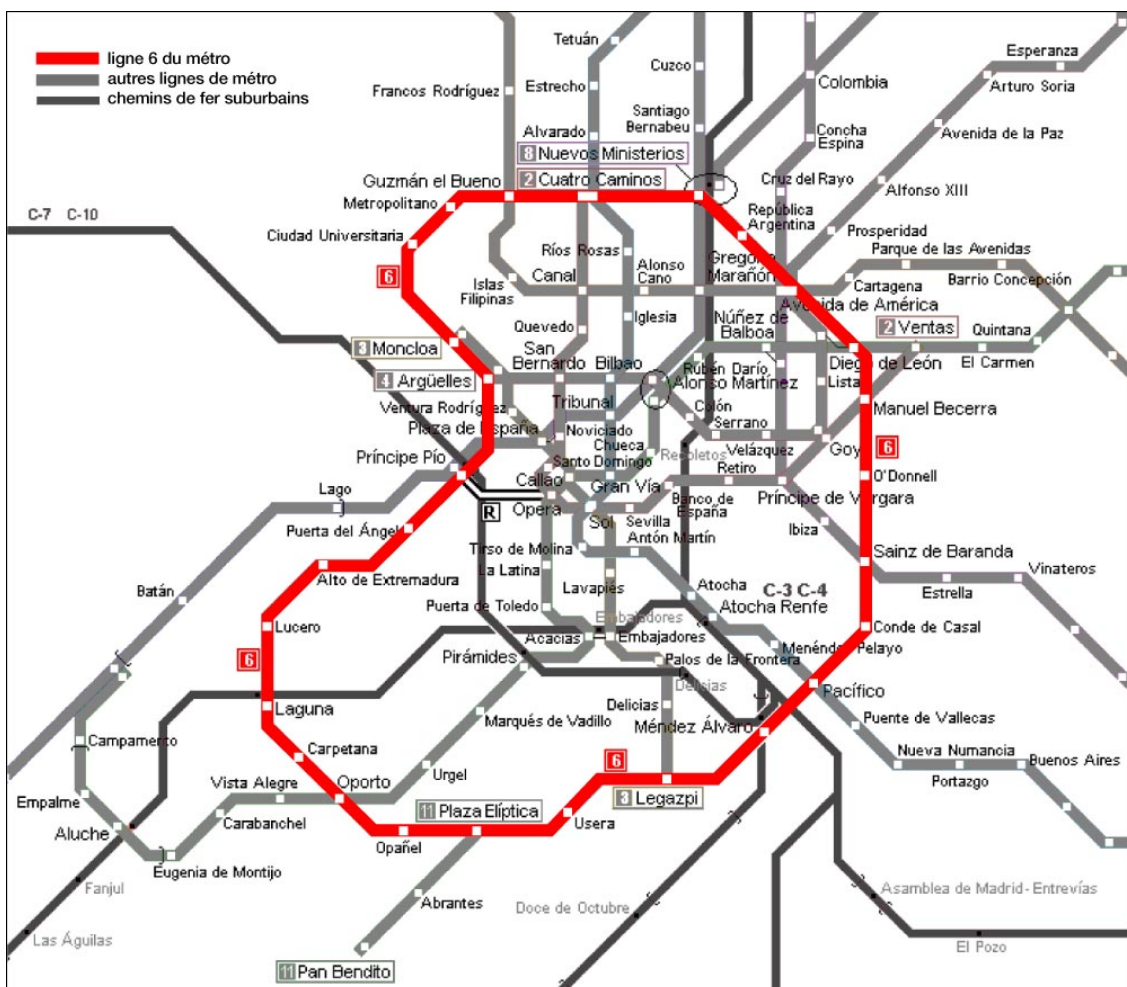 ligne 6 du métro
autres lignes de métro
chemins de fer suburbains
Tetuán
Cuzco
Esperanza
Francos Rodríguez
Estrecho
Colombia
Arturo Soria
Santiago
Bernabeu
Alvarado
Concha
Espina
Avenida de la Paz
8 Nuevos Ministerios
Guzmán el Bueno
2 Cuatro Caminos
Cruz del Rayo
Alfonso XIII
Metropolitano
C-7 C-10
República
Argentina
Prosperidad
Ciudad Universitaria
Ríos Rosas
Parque de las Avenidas
6
Islas
Filipinas
Canal
Alonso
Cano
Gregorio
Marañón
Cartagena
Barrio Concepción
Avenida de América
Quevedo
Iglesia
Núñez de
Balboa
2 Ventas
Quintana
3 Moncloa
San
Bernardo
Bilbao
Rubén Darío
Diego de León
El Carmen
4 Argüelles
Alonso Martínez
Lista
Ventura Rodríguez
Tribunal
Colón
Manuel Becerra
Plaza de España
Noviciado
Serrano
Chueca
Velázquez
Goya
6
Príncipe Pío
Santo Domingo
Recoletos
Retiro
O'Donnell
Lago
Callao
Gran Vía
Banco de
España
Príncipe de Vergara
R
Opera
Sol
Sevilla
Puerta del Ángel
Antón Martín
Ibiza
Tirso de Molina
Sainz de Baranda
La Latina
Alto de Extremadura
Batán
Lavapiés
Atocha
C-3 C-4
Estrella
Vinateros
Puerta de Toledo
Atocha Renfe
Lucero
Embajadores
Conde de Casal
Acacias
Embajadores
Menéndez Pelayo
6
Pirámides
Palos de la Frontera
Delicias
Pacífico
Laguna
Delicias
Marqués de Vadillo
Méndez Álvaro
Puente de Vallecas
Campamento
Carpetana
6
Nueva Numancia
Buenos Aires
Vista Alegre
Oporto
Urgel
Portazgo
Empalme
3 Legazpi
Carabanchel
11 Plaza Elíptica
Usera
Aluche
Opañel
Eugenia de Montijo
Fanjul
Abrantes
Doce de Octubre
Asamblea de Madrid-Entrevías
Las Águilas
El Pozo
11 Pan Bendito